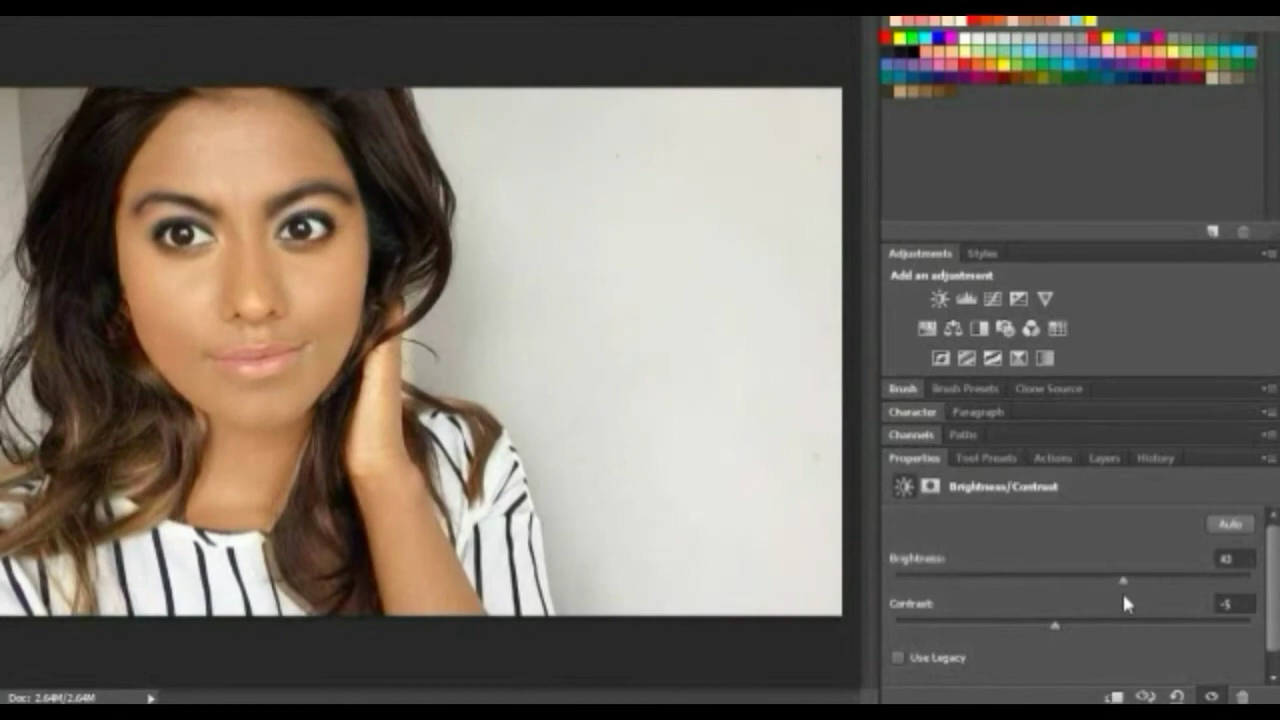 Adjustments Styles
Add an adjustment
Brush Brush Presets Clone Source
Character Paragraph
Channels Paths
Properties Tool Presets Actions Layers History
Brightness/Contrast
Auto
Brightness:
Contrast: -5
Use Legacy
Doc: 2.64M/2.64M